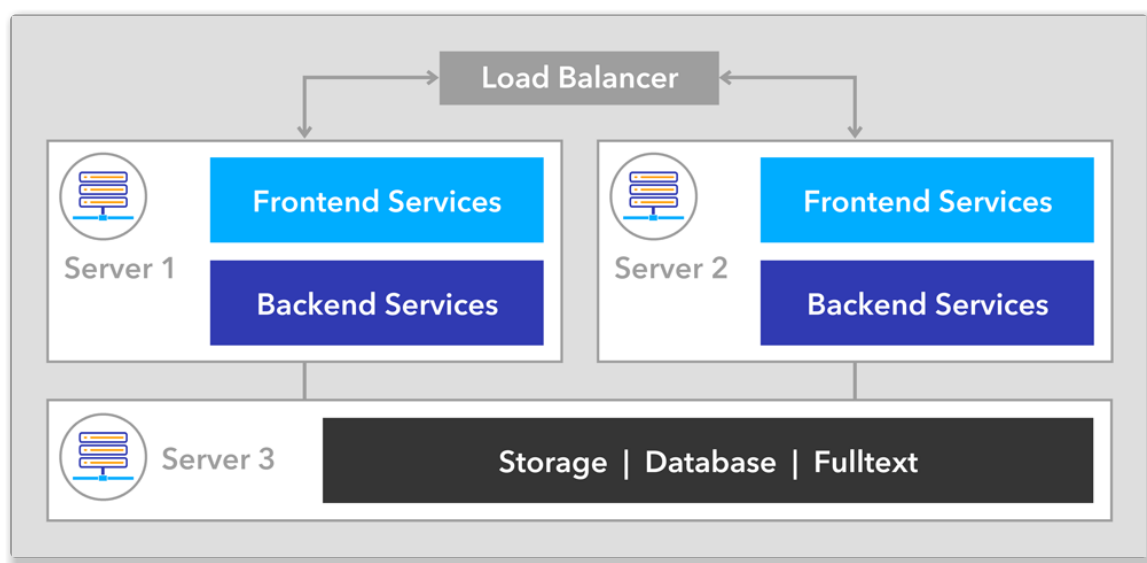 Load Balancer
Server 1
Frontend Services
Backend Services
Server 2
Frontend Services
Backend Services
Server 3
Storage | Database | Fulltext